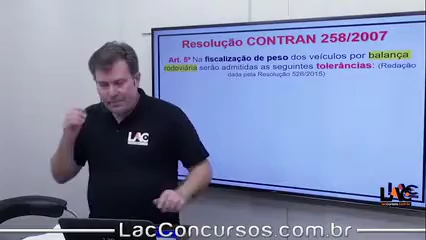 Resolução CONTRAN 258/2007
Art. 5º Na fiscalização de peso dos veículos por balança
rodoviária serão admitidas as seguintes tolerâncias: (Redação
dada pela Resolução 526/2015)
LAC
LAC
LacConcursos.com.br